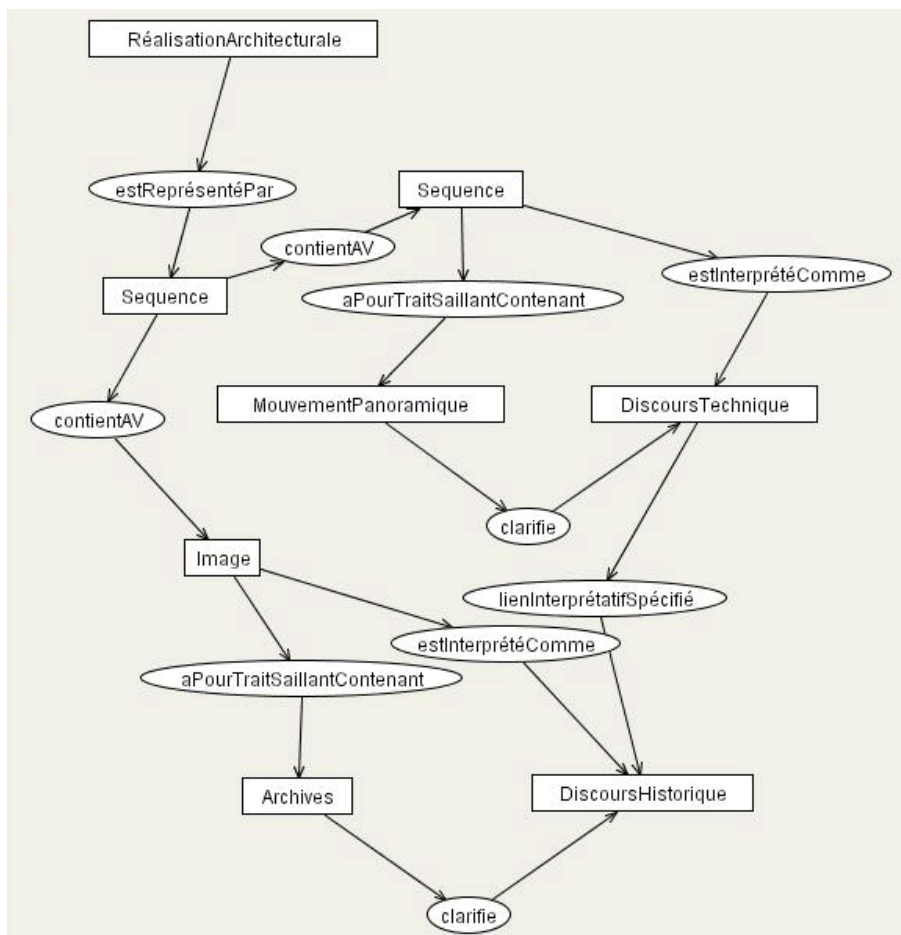 RéalisationArchitecturale
estReprésentéPar
Sequence
contientAV
Sequence
estInterprétéComme
aPourTraitSaillantContenant
MouvementPanoramique
DiscoursTechnique
contientAV
clarifie
Image
lienInterprétatifSpécifié
estInterprétéComme
aPourTraitSaillantContenant
Archives
DiscoursHistorique
clarifie